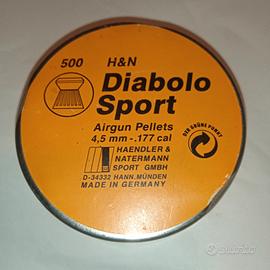 500 H&N
Diabolo
Sport
Airgun Pellets
4,5 mm - .177 cal
HAENDLER &
NATERMANN
SPORT GMBH
D-34332 HANN.MÜNDEN
MADE IN GERMANY
DER GRÜNE PUNKT
subito